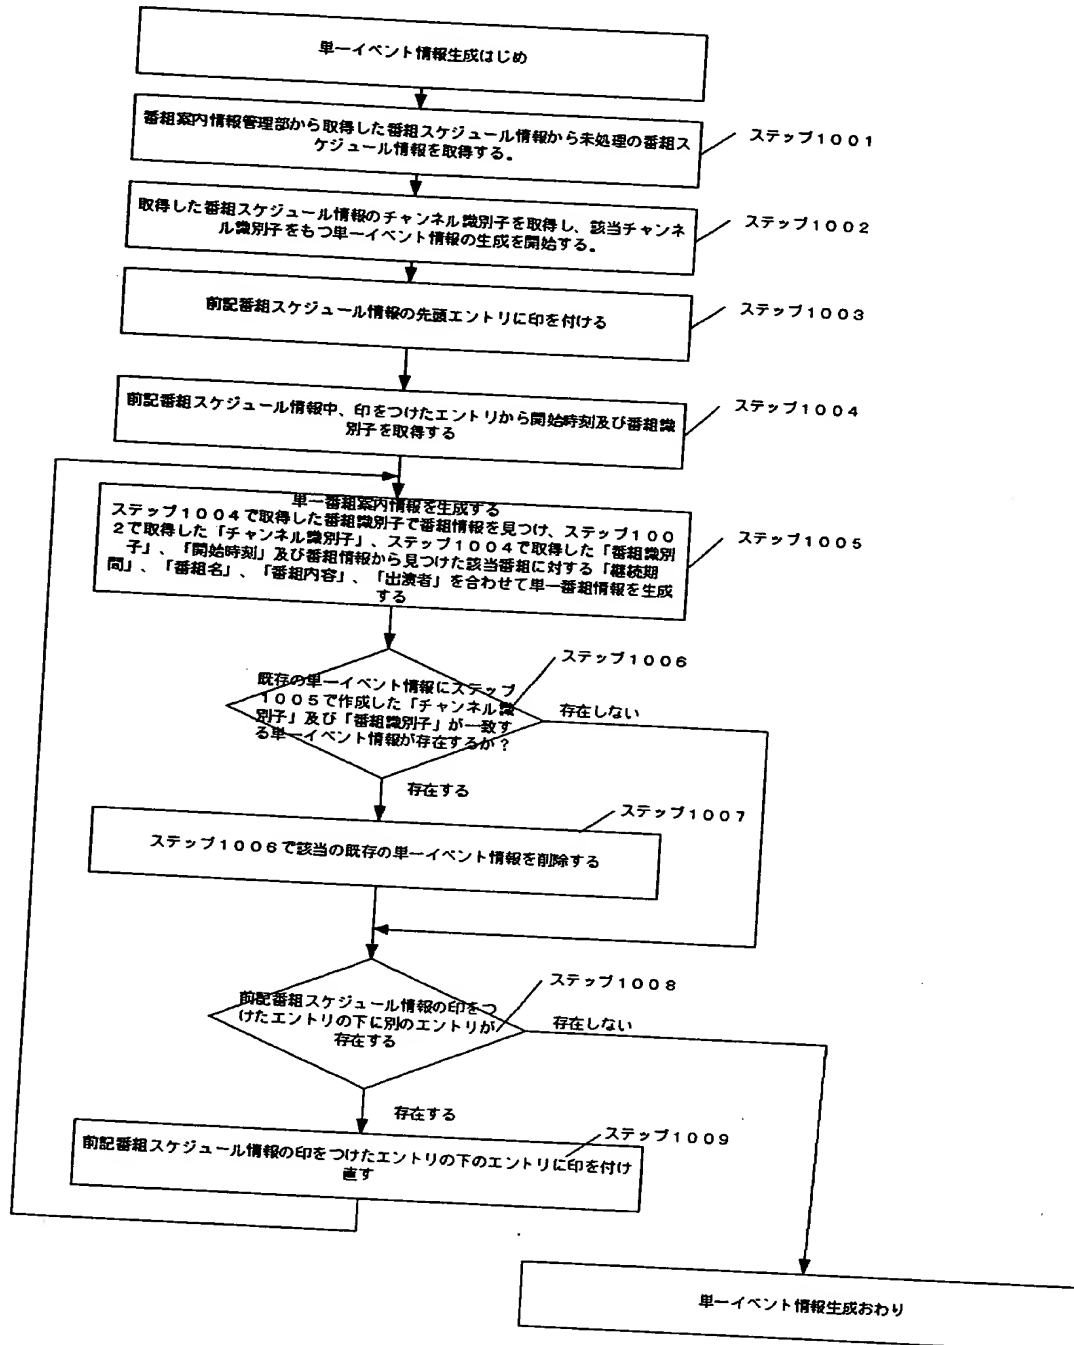 単一イベント情報生成はじめ
番組案内情報管理部から取得した番組スケジュール情報から未処理の番組ス
ケジュール情報を取得する。
ステップ1001
取得した番組スケジュール情報のチャンネル識別子を取得し、該当チャンネ
ル識別子をもつ単一イベント情報の生成を開始する。
ステップ1002
前記番組スケジュール情報の先頭エントリに印を付ける
ステップ1003
前記番組スケジュール情報中、印をつけたエントリから開始時刻及び番組識
別子を取得する
ステップ1004
単一番組案内情報を生成する
ステップ1004で取得した番組識別子で番組情報を見つけ、ステップ100
2で取得した「チャンネル識別子」、ステップ1004で取得した「番組識別
子」、「開始時刻」及び番組情報から見つけた該当番組に対する「継続期
間」、「番組名」、「番組内容」、「出演者」を合わせて単一番組情報を生成
する
ステップ1005
既存の単一イベント情報にステップ
1005で作成した「チャンネル識
別子」及び「番組識別子」が一致す
る単一イベント情報が存在するか?
ステップ1006
存在しない
存在する
ステップ1006で該当の既存の単一イベント情報を削除する
ステップ1007
前記番組スケジュール情報の印をつ
けたエントリの下に別のエントリが
存在する
ステップ1008
存在しない
存在する
前記番組スケジュール情報の印をつけたエントリの下のエントリに印を付け
直す
ステップ1009
単一イベント情報生成おわり